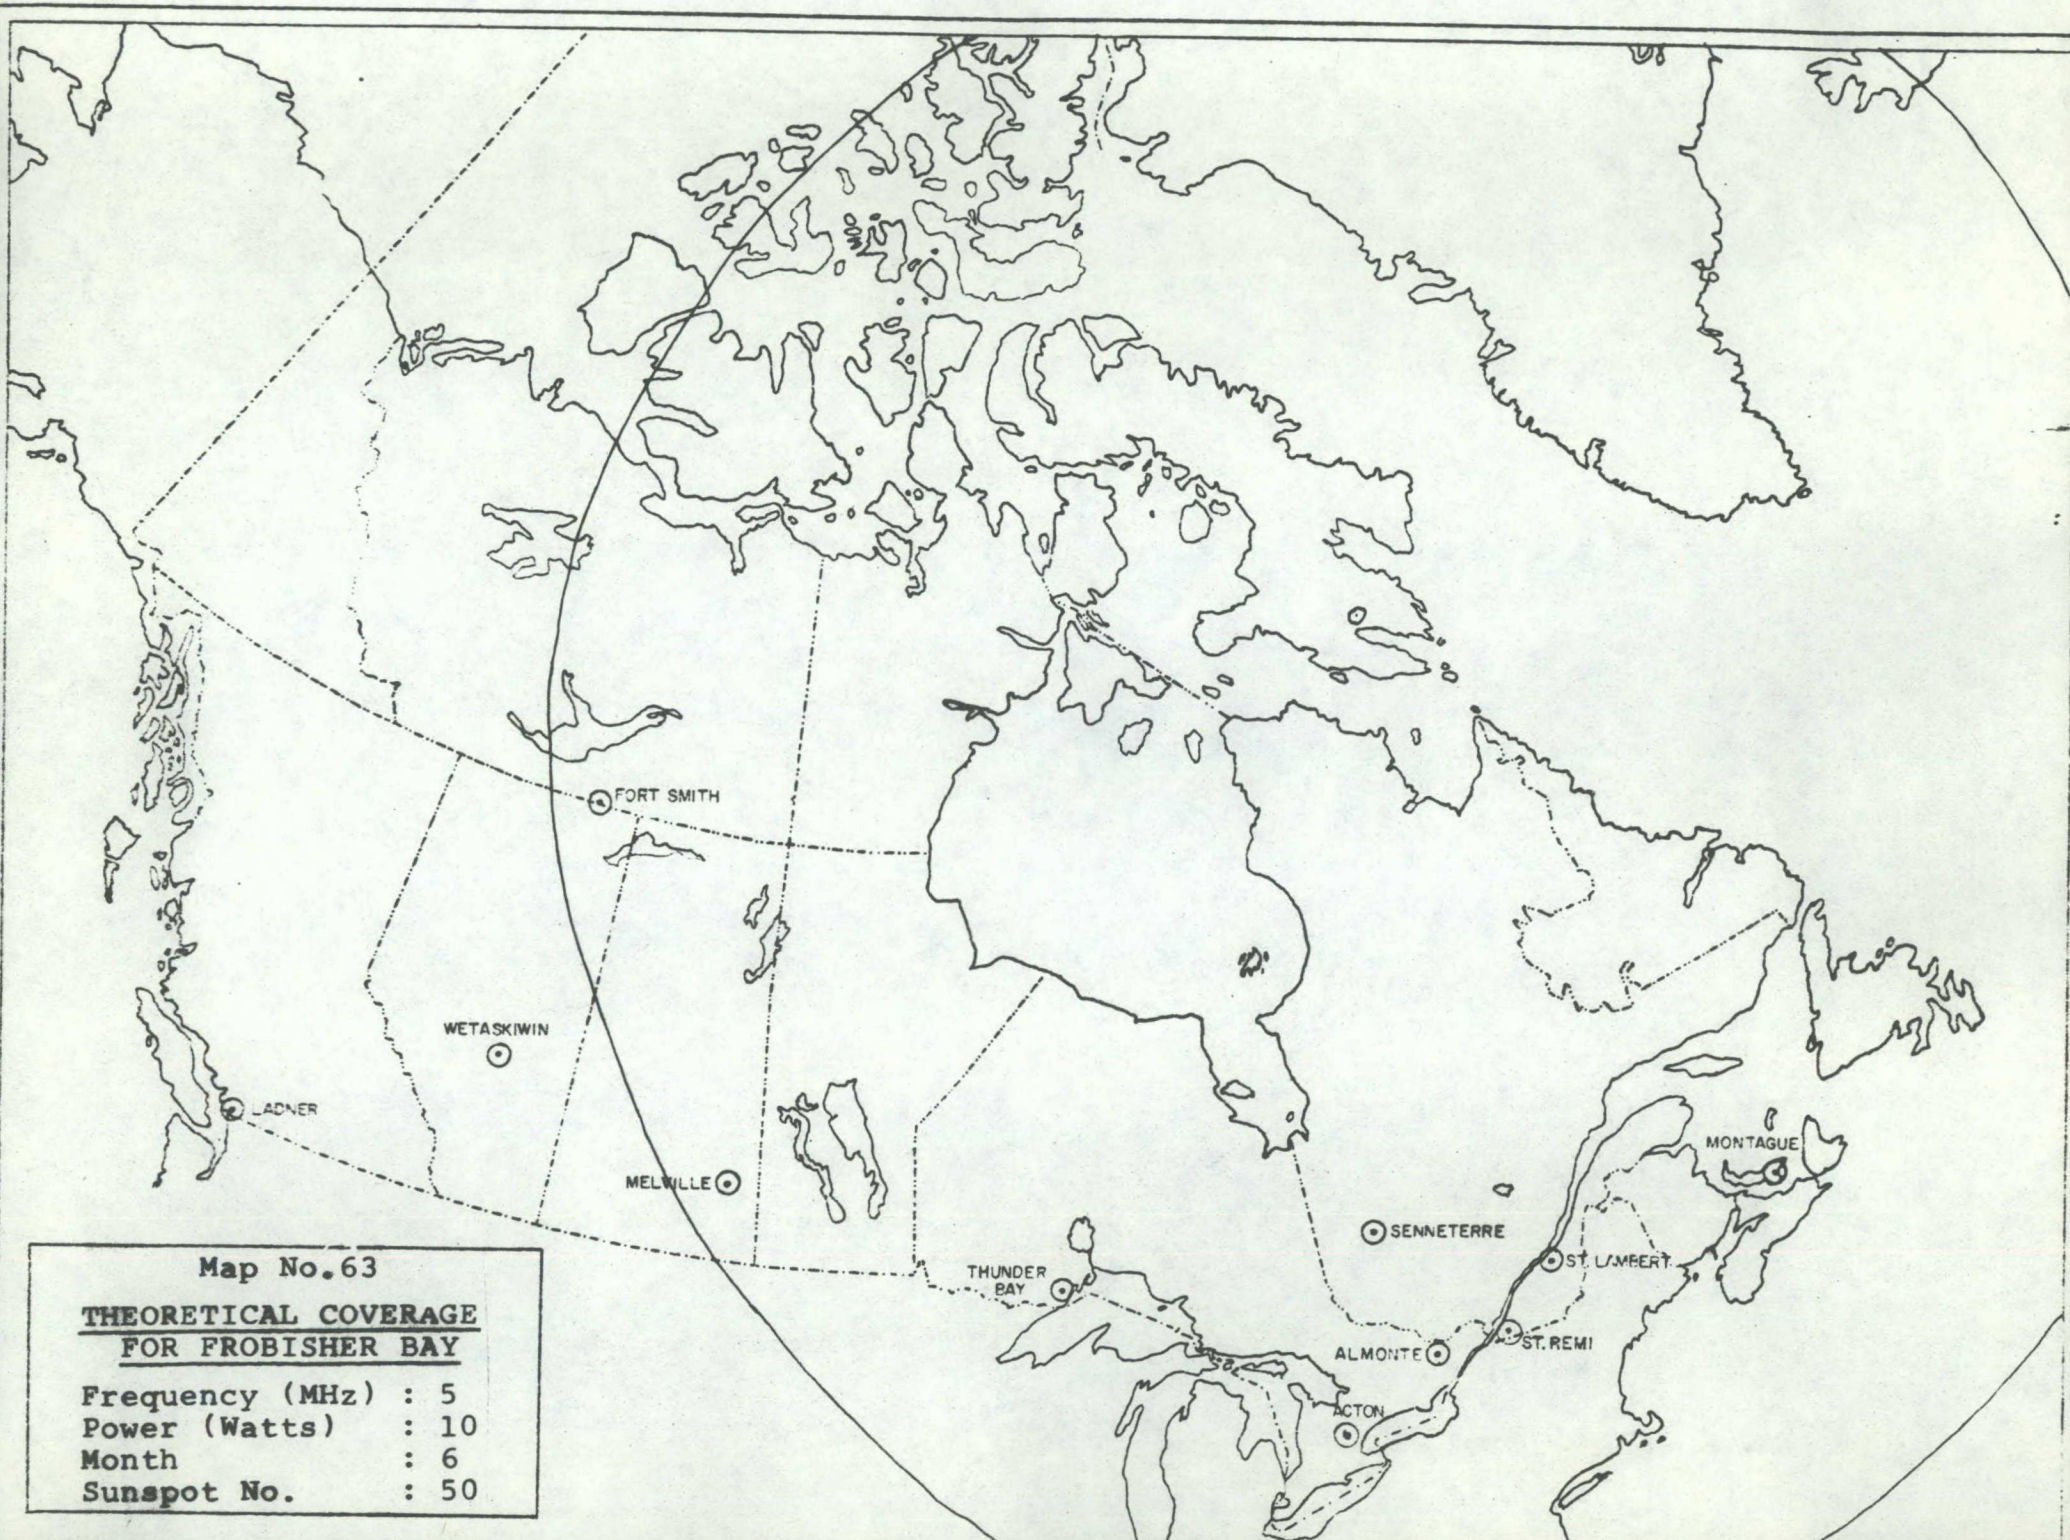 FORT SMITH
WETASKIWIN
LADNER
MELVILLE
MONTAGUE
SENNETERRE
ST. LAMBERT
THUNDER
BAY
ST. REMI
ALMONTE
ACTON
Map No.63
THEORETICAL COVERAGE
FOR FROBISHER BAY
Frequency (MHz) : 5
Power (Watts) : 10
Month : 6
Sunspot No. : 50